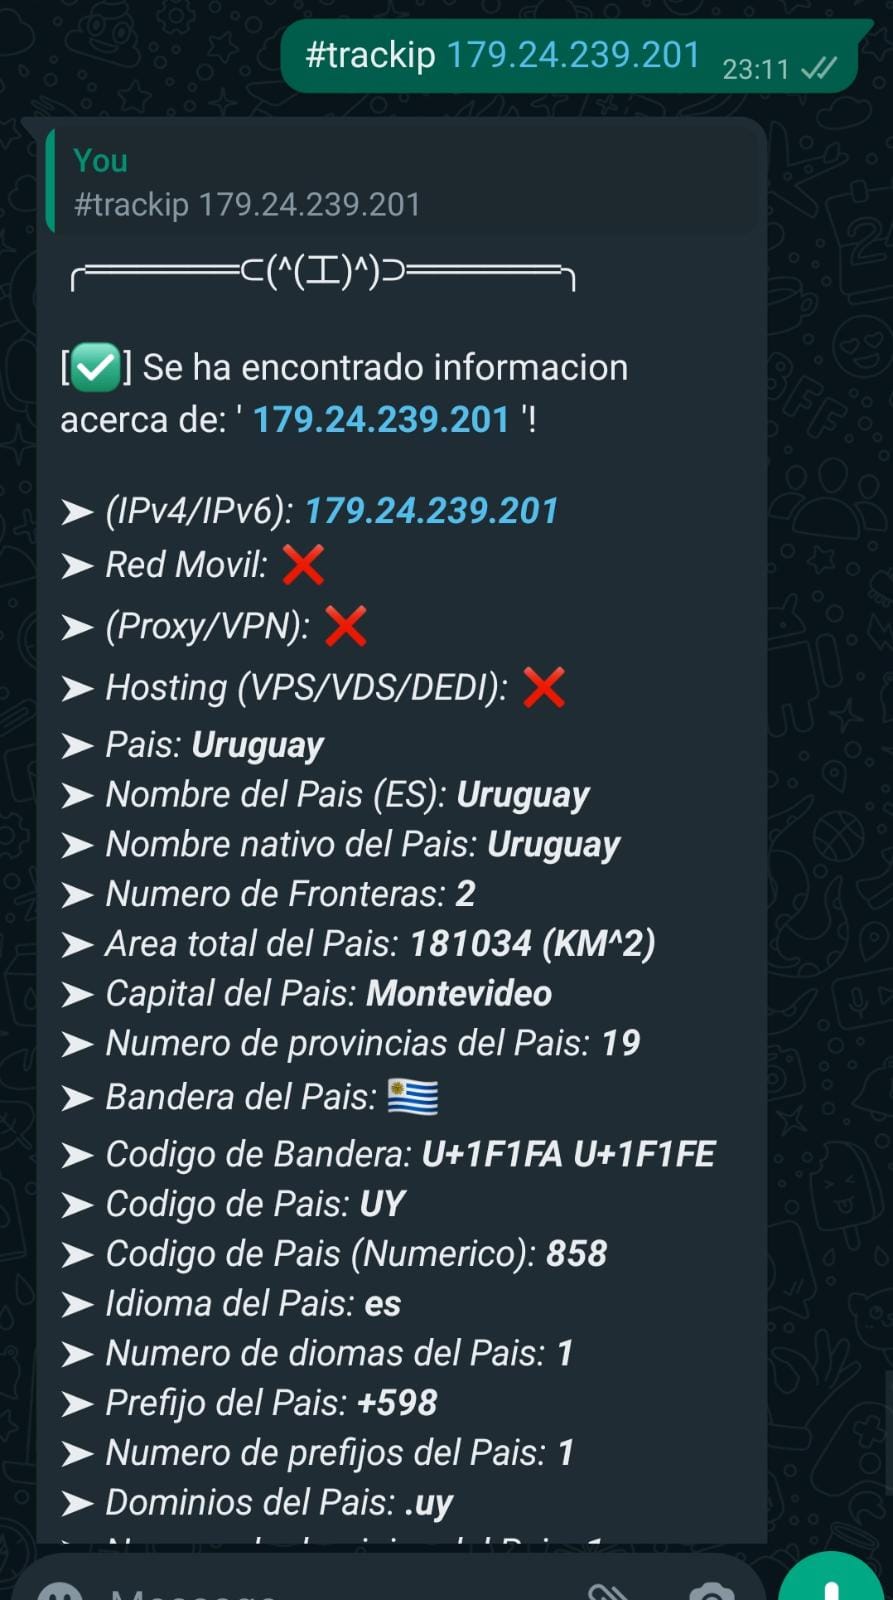 #trackip 179.24.239.201 23:11
You
#trackip 179.24.239.201
╭══════⊂(^(工)^)⊃══════╮
[✅] Se ha encontrado informacion
acerca de: ' 179.24.239.201 '!
➤ (IPv4/IPv6): 179.24.239.201
➤ Red Movil: ❌
➤ (Proxy/VPN): ❌
➤ Hosting (VPS/VDS/DEDI): ❌
➤ Pais: Uruguay
➤ Nombre del Pais (ES): Uruguay
➤ Nombre nativo del Pais: Uruguay
➤ Numero de Fronteras: 2
➤ Area total del Pais: 181034 (KM^2)
➤ Capital del Pais: Montevideo
➤ Numero de provincias del Pais: 19
➤ Bandera del Pais: 🇺🇾
➤ Codigo de Bandera: U+1F1FA U+1F1FE
➤ Codigo de Pais: UY
➤ Codigo de Pais (Numerico): 858
➤ Idioma del Pais: es
➤ Numero de diomas del Pais: 1
➤ Prefijo del Pais: +598
➤ Numero de prefijos del Pais: 1
➤ Dominios del Pais: .uy